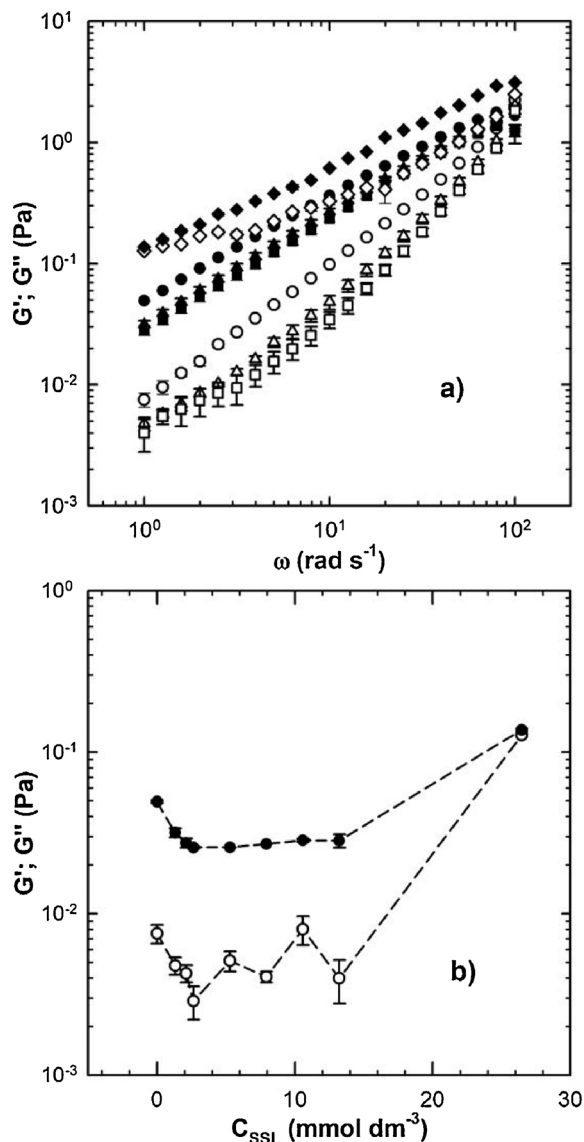 10¹
10⁰
10⁻¹
10⁻²
10⁻³
G'; G" (Pa)
a)
10⁰ 10¹ 10²
ω (rad s⁻¹)
10⁰
10⁻¹
10⁻²
10⁻³
G'; G" (Pa)
b)
0 10 20 30
C_SSL (mmol dm⁻³)